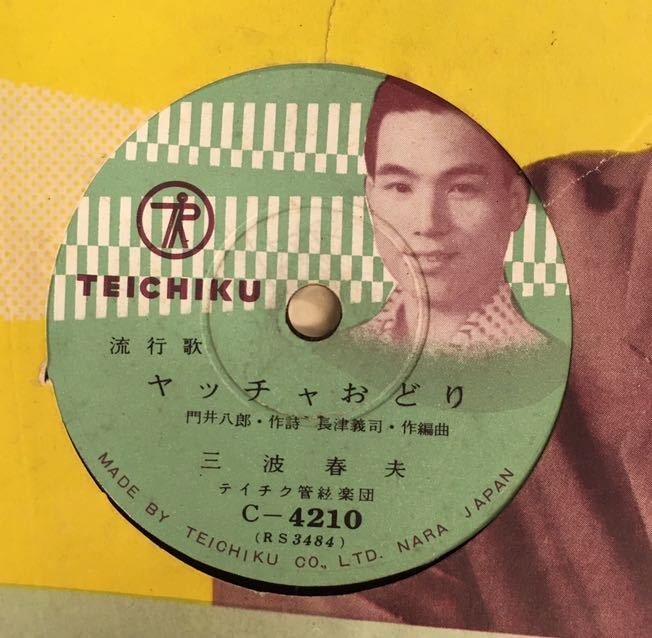 TEICHIKU
流行歌
ヤッチャおどり
門井八郎・作詩 長津義司・作編曲
三波春夫
テイチク管絃楽団
C-4210
(RS3484)
MADE BY TEICHIKU CO., LTD. NARA JAPAN